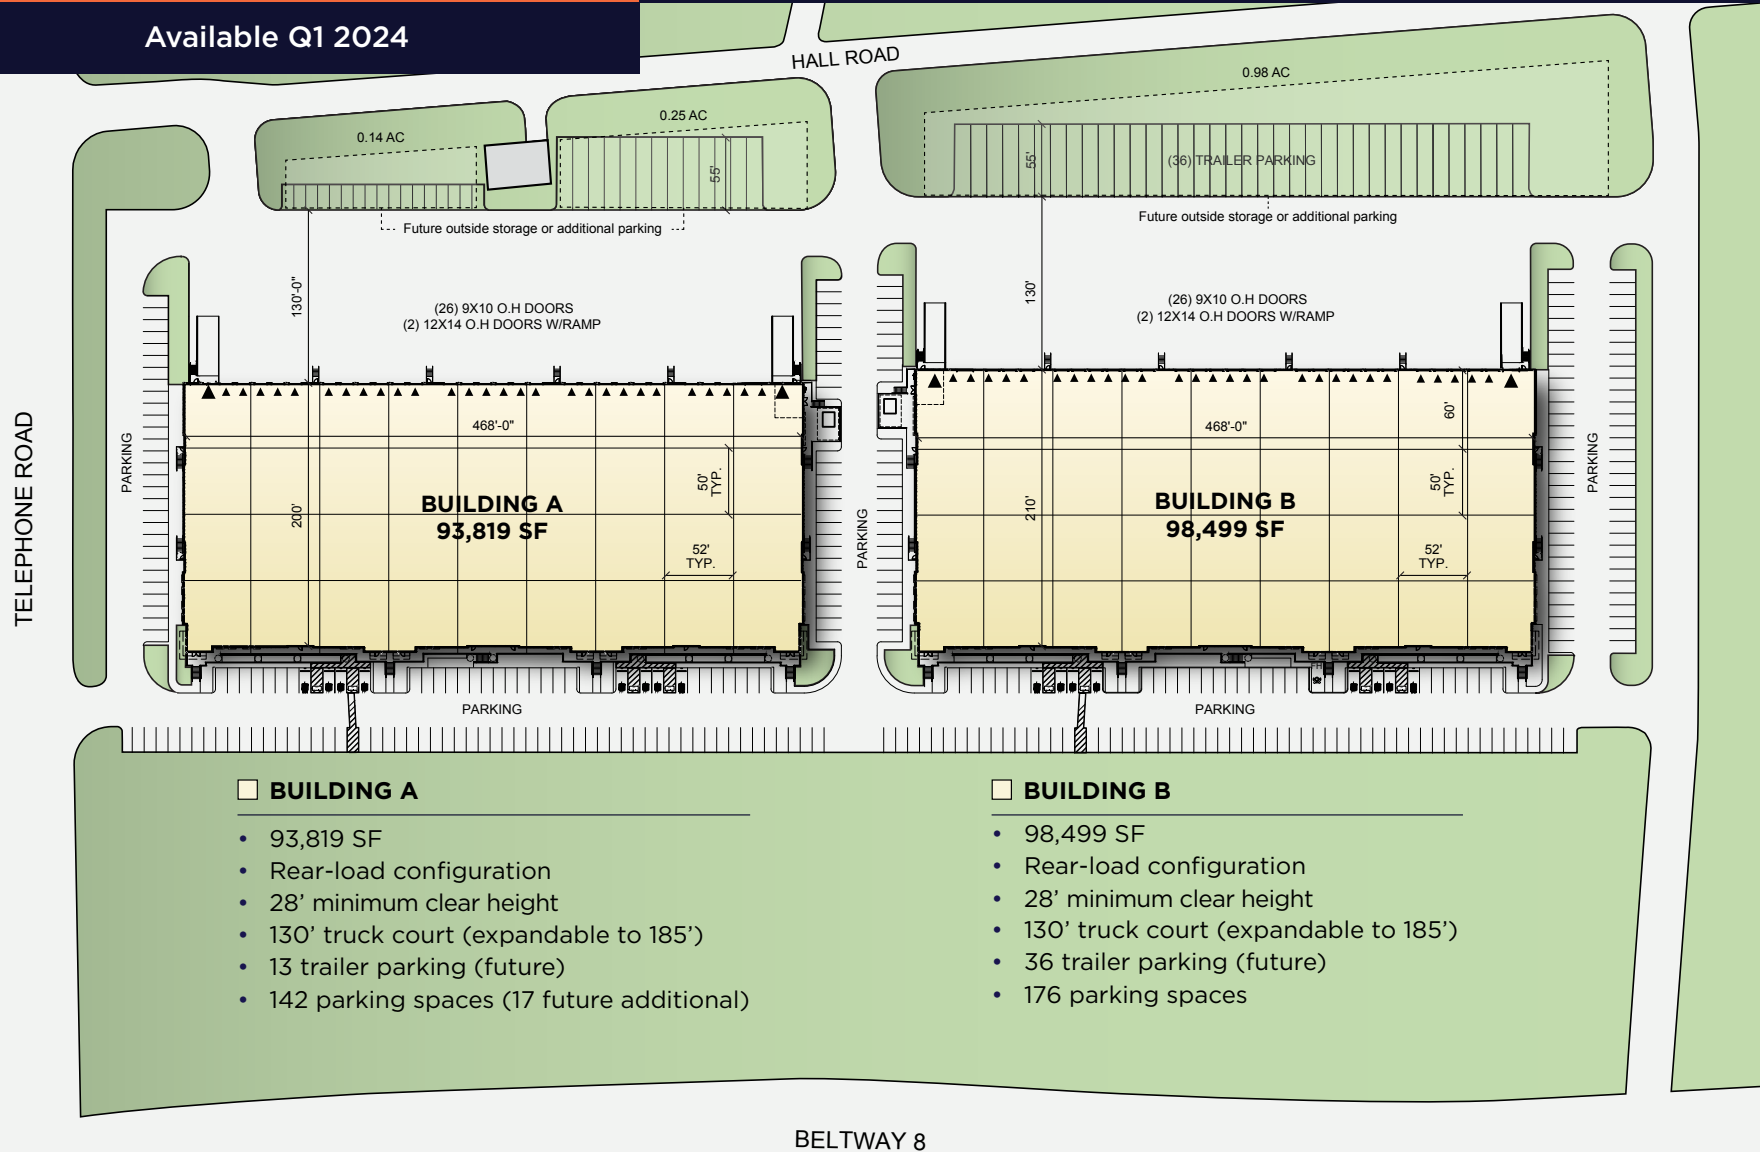 Available Q1 2024
HALL ROAD
0.98 AC
0.14 AC
0.25 AC
55'
55'
(36) TRAILER PARKING
Future outside storage or additional parking
Future outside storage or additional parking
130'-0"
(26) 9X10 O.H DOORS
(2) 12X14 O.H DOORS W/RAMP
130'
(26) 9X10 O.H DOORS
(2) 12X14 O.H DOORS W/RAMP
TELEPHONE ROAD
PARKING
468'-0"
200'
50'
TYP.
BUILDING A
93,819 SF
52'
TYP.
PARKING
468'-0"
60'
210'
50'
TYP.
BUILDING B
98,499 SF
52'
TYP.
PARKING
PARKING
PARKING
BUILDING A
• 93,819 SF
• Rear-load configuration
• 28’ minimum clear height
• 130’ truck court (expandable to 185’)
• 13 trailer parking (future)
• 142 parking spaces (17 future additional)
BUILDING B
• 98,499 SF
• Rear-load configuration
• 28’ minimum clear height
• 130’ truck court (expandable to 185’)
• 36 trailer parking (future)
• 176 parking spaces
BELTWAY 8